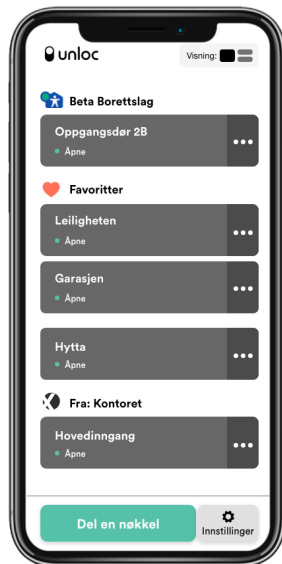 unloc
Visning:
Beta Borettslag
Oppgangsdør 2B
Åpne
Favoritter
Leiligheten
Åpne
Garasjen
Åpne
Hytta
Åpne
Fra: Kontoret
Hovedinngang
Åpne
Del en nøkkel
Innstillinger